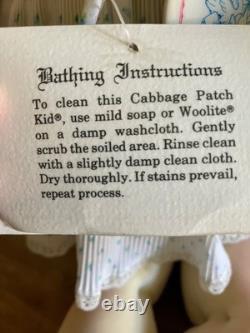 Bathing Instructions
To clean this Cabbage Patch
Kid®, use mild soap or Woolite®
on a damp washcloth. Gently
scrub the soiled area. Rinse clean
with a slightly damp clean cloth.
Dry thoroughly. If stains prevail,
repeat process.